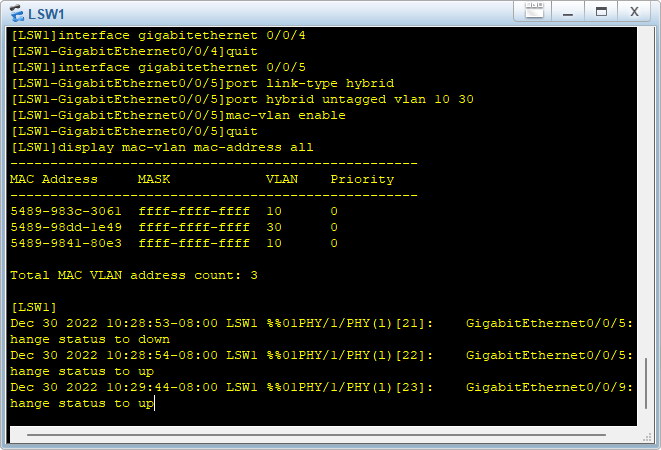 LSW1
[LSW1]interface gigabitethernet 0/0/4
[LSW1-GigabitEthernet0/0/4]quit
[LSW1]interface gigabitethernet 0/0/5
[LSW1-GigabitEthernet0/0/5]port link-type hybrid
[LSW1-GigabitEthernet0/0/5]port hybrid untagged vlan 10 30
[LSW1-GigabitEthernet0/0/5]mac-vlan enable
[LSW1-GigabitEthernet0/0/5]quit
[LSW1]display mac-vlan mac-address all
---------------------------------------------------
MAC Address     MASK            VLAN    Priority
---------------------------------------------------
5489-983c-3061  ffff-ffff-ffff  10      0
5489-98dd-1e49  ffff-ffff-ffff  30      0
5489-9841-80e3  ffff-ffff-ffff  10      0
Total MAC VLAN address count: 3
[LSW1]
Dec 30 2022 10:28:53-08:00 LSW1 %%01PHY/1/PHY(l)[21]:    GigabitEthernet0/0/5:
hange status to down
Dec 30 2022 10:28:54-08:00 LSW1 %%01PHY/1/PHY(l)[22]:    GigabitEthernet0/0/5:
hange status to up
Dec 30 2022 10:29:44-08:00 LSW1 %%01PHY/1/PHY(l)[23]:    GigabitEthernet0/0/9:
hange status to up